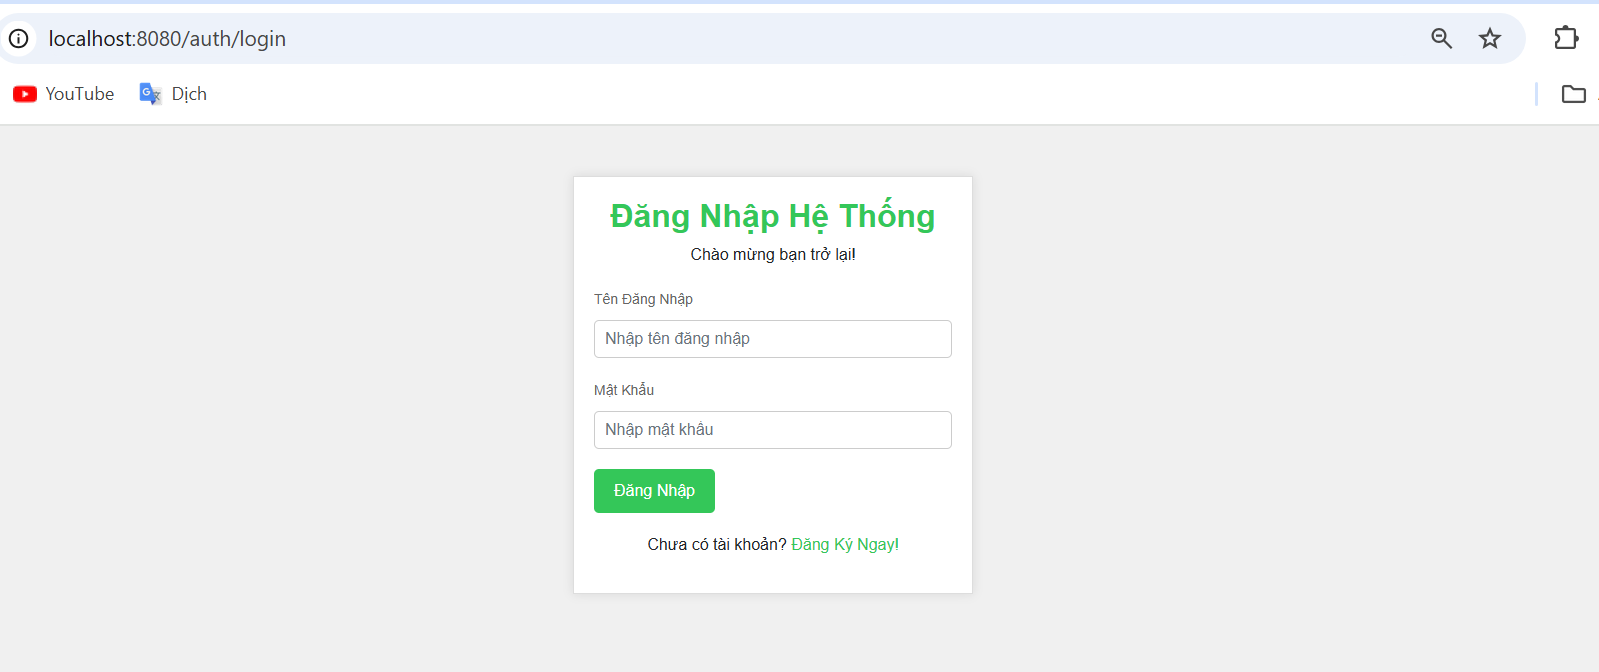 localhost:8080/auth/login
YouTube Dịch
Đăng Nhập Hệ Thống
Chào mừng bạn trở lại!
Tên Đăng Nhập
Nhập tên đăng nhập
Mật Khẩu
Nhập mật khẩu
Đăng Nhập
Chưa có tài khoản? Đăng Ký Ngay!